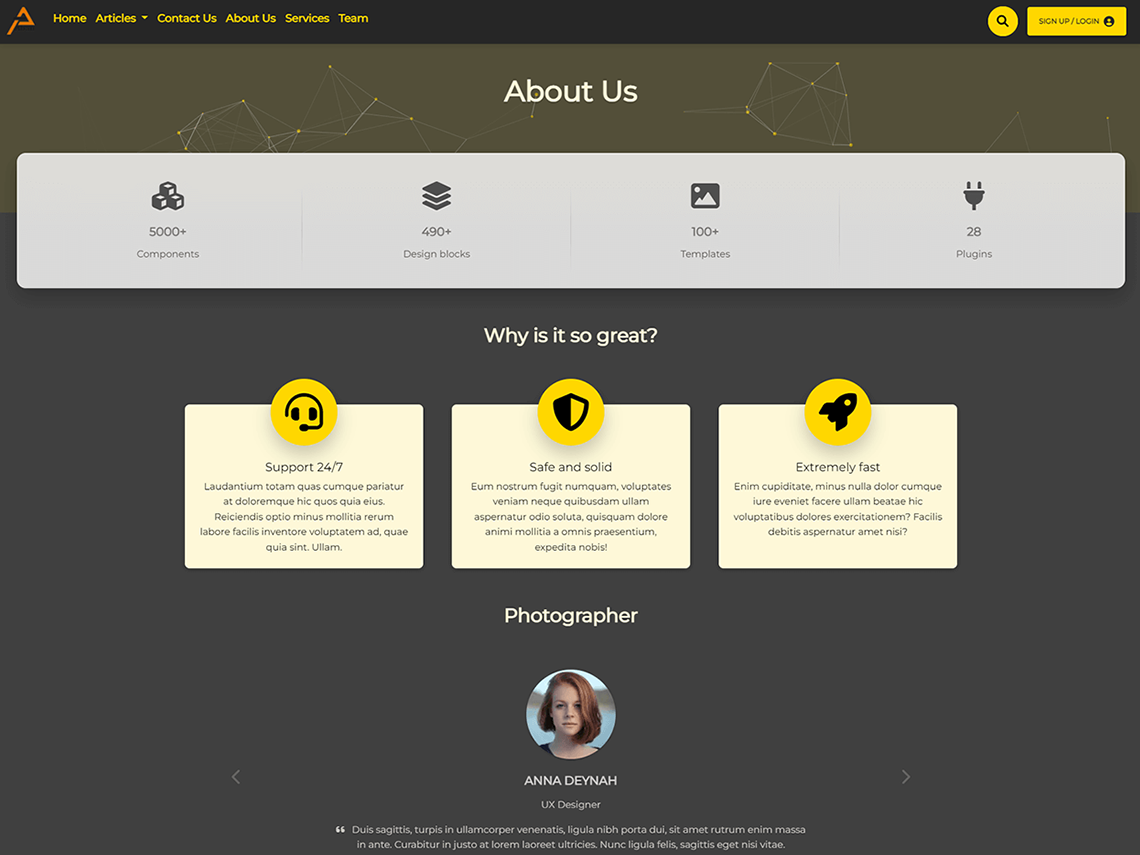 Home Articles Contact Us About Us Services Team
SIGN UP / LOGIN
About Us
5000+
Components
490+
Design blocks
100+
Templates
28
Plugins
Why is it so great?
Support 24/7
Laudantium totam quas cumque pariatur
at doloremque hic quos quia eius.
Reiciendis optio minus mollitia rerum
labore facilis inventore voluptatem ad, quae
quia sint. Ullam.
Safe and solid
Eum nostrum fugit numquam, voluptates
veniam neque quibusdam ullam
aspernatur odio soluta, quisquam dolore
animi mollitia a omnis praesentium,
expedita nobis!
Extremely fast
Enim cupiditate, minus nulla dolor cumque
iure eveniet facere ullam beatae hic
voluptatibus dolores exercitationem? Facilis
debitis aspernatur amet nisi?
Photographer
ANNA DEYNAH
UX Designer
“ Duis sagittis, turpis in ullamcorper venenatis, ligula nibh porta dui, sit amet rutrum enim massa
in ante. Curabitur in justo at lorem laoreet ultricies. Nunc ligula felis, sagittis eget nisi vitae.